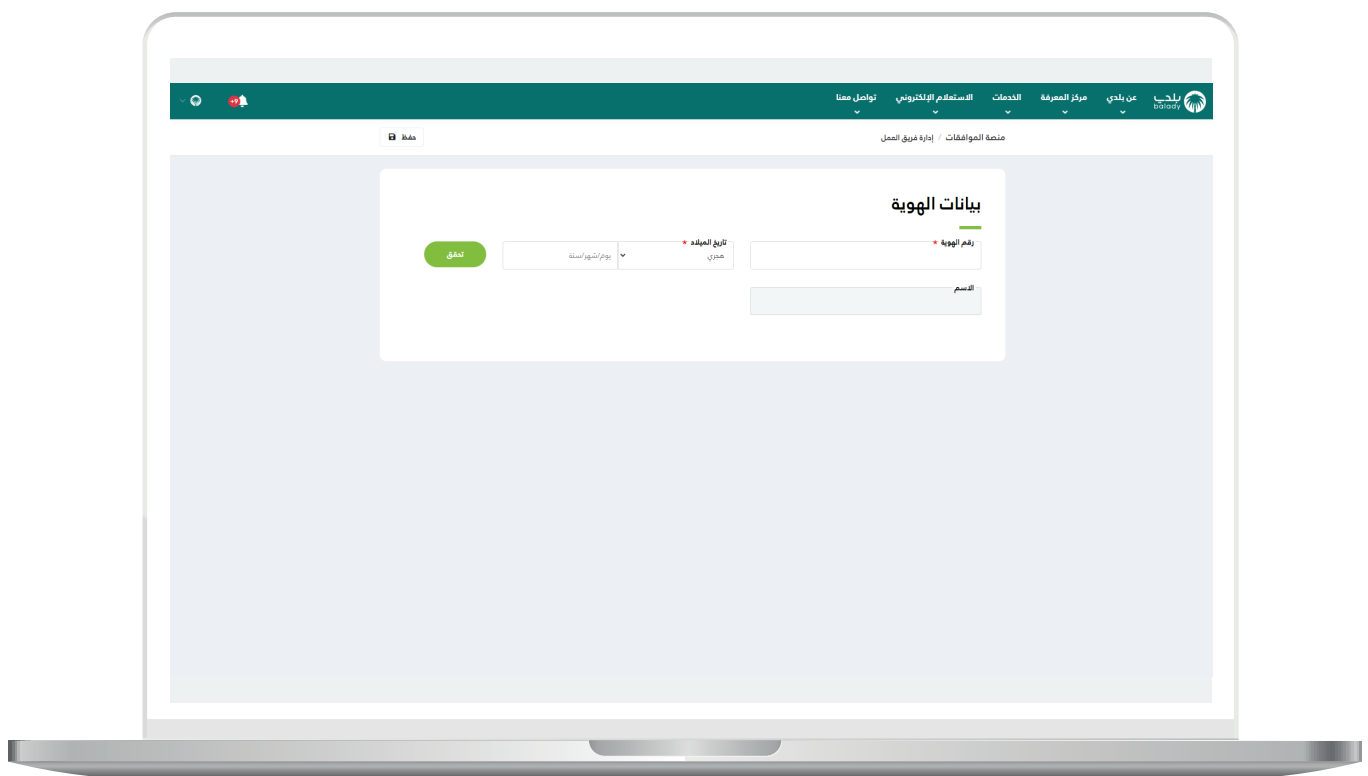 بلدي
balady
عن بلدي
مركز المعرفة
الخدمات
الاستعلام الإلكتروني
تواصل معنا
+9
منصة الموافقات / إدارة فريق العمل
حفظ
بيانات الهوية
رقم الهوية *
تاريخ الميلاد *
هجري
يوم/شهر/سنة
تحقق
الاسم